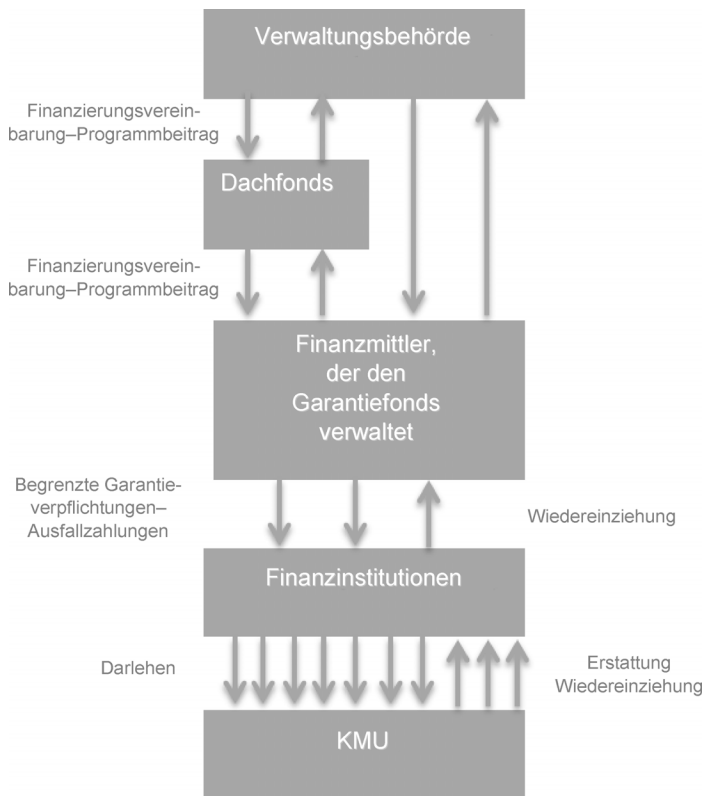 Verwaltungsbehörde
Finanzierungsverein-
barung–Programmbeitrag
Dachfonds
Finanzierungsverein-
barung–Programmbeitrag
Finanzmittler,
der den
Garantiefonds
verwaltet
Begrenzte Garantie-
verpflichtungen–
Ausfallzahlungen
Wiedereinziehung
Finanzinstitutionen
Darlehen
Erstattung
Wiedereinziehung
KMU